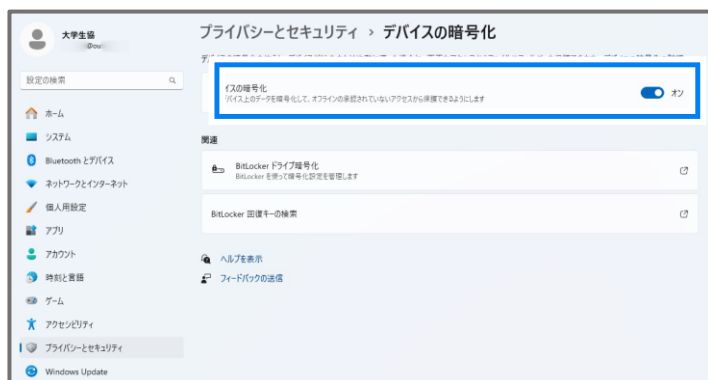 大学生協
プライバシーとセキュリティ › デバイスの暗号化
設定の検索
イスの暗号化
バイス上のデータを暗号化して、オフラインの承認されていないアクセスから保護できるようにします
オン
ホーム
システム
Bluetooth とデバイス
ネットワークとインターネット
個人用設定
アプリ
アカウント
時刻と言語
ゲーム
アクセシビリティ
プライバシーとセキュリティ
Windows Update
関連
BitLocker ドライブ暗号化
BitLocker を使って暗号化設定を管理します
BitLocker 回復キーの検索
ヘルプを表示
フィードバックの送信